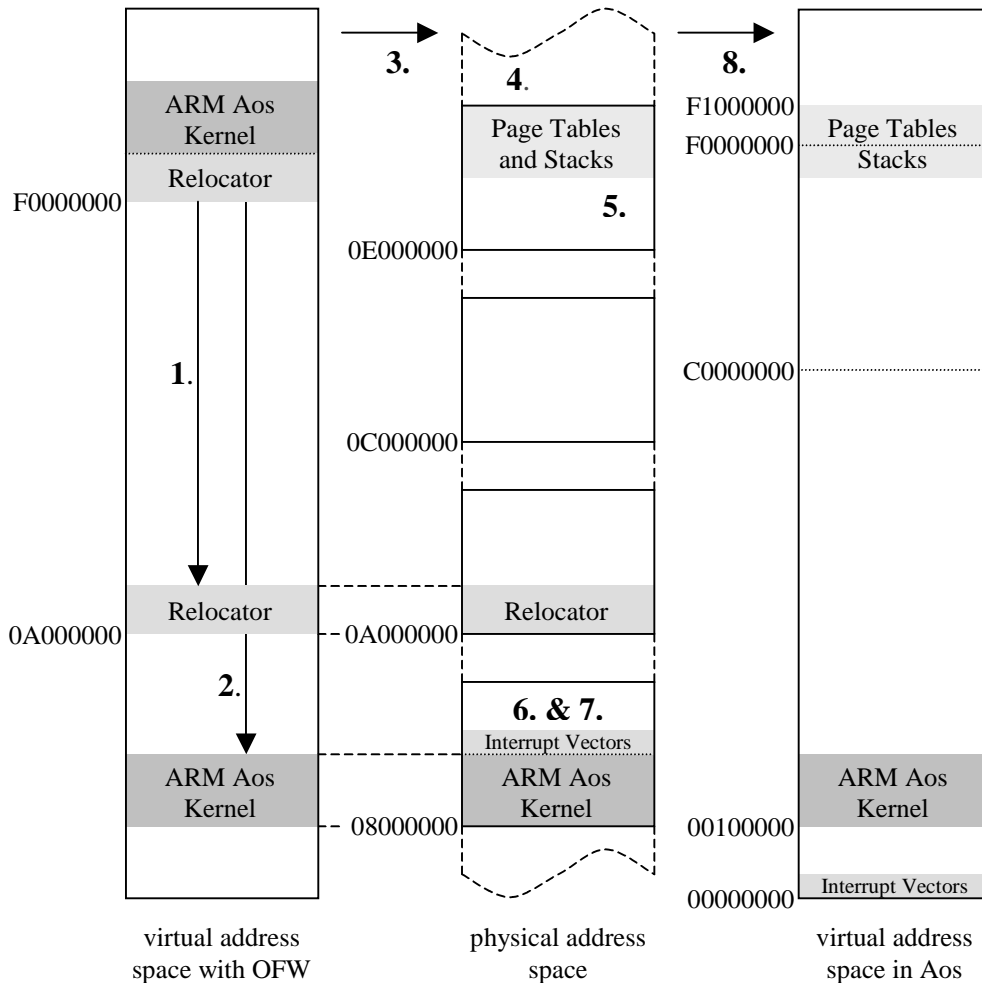 3.
8.
4.
ARM Aos
Kernel
Relocator
F0000000
Page Tables
and Stacks
5.
0E000000
F1000000
F0000000
Page Tables
Stacks
1.
C0000000
0C000000
Relocator
0A000000
Relocator
0A000000
2.
6. & 7.
Interrupt Vectors
ARM Aos
Kernel
ARM Aos
Kernel
08000000
ARM Aos
Kernel
00100000
Interrupt Vectors
00000000
virtual address
space with OFW
physical address
space
virtual address
space in Aos